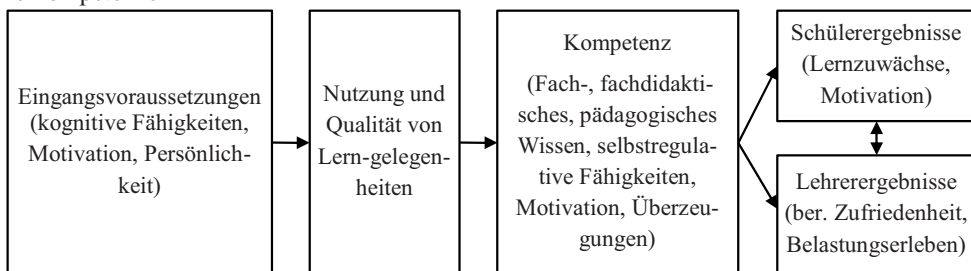 Eingangsvoraussetzungen
(kognitive Fähigkeiten,
Motivation, Persönlich-
keit)
Nutzung und
Qualität von
Lern-gelegen-
heiten
Kompetenz
(Fach-, fachdidakti-
sches, pädagogisches
Wissen, selbstregula-
tive Fähigkeiten,
Motivation, Überzeu-
gungen)
Schülerergebnisse
(Lernzuwächse,
Motivation)
Lehrerergebnisse
(ber. Zufriedenheit,
Belastungserleben)